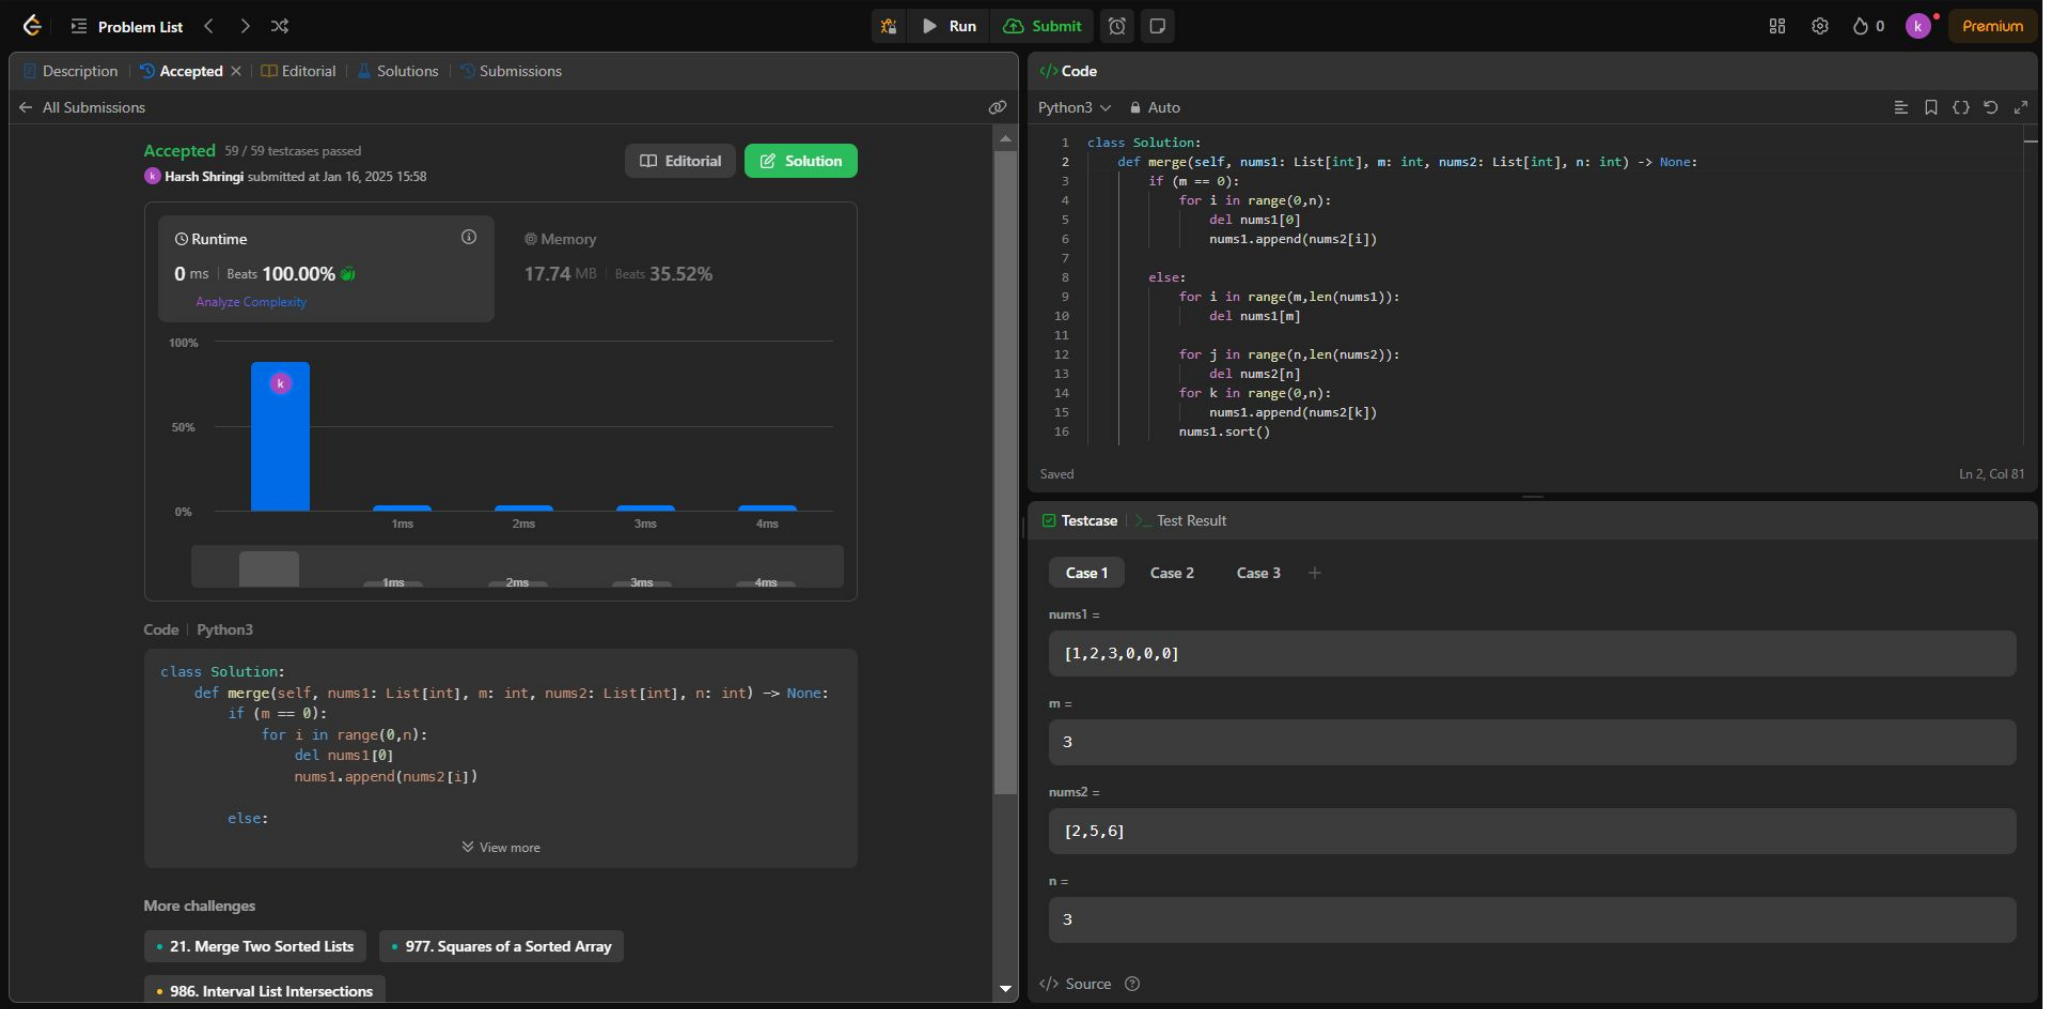 Problem List
Run
Submit
0
k
Premium
Description
Accepted
Editorial
Solutions
Submissions
All Submissions
Accepted 59 / 59 testcases passed
k Harsh Shringi submitted at Jan 16, 2025 15:58
Editorial
Solution
Runtime
0 ms Beats 100.00%
Analyze Complexity
Memory
17.74 MB Beats 35.52%
100%
k
50%
0%
1ms 2ms 3ms 4ms
1ms 2ms 3ms 4ms
Code Python3
class Solution:
    def merge(self, nums1: List[int], m: int, nums2: List[int], n: int) -> None:
        if (m == 0):
            for i in range(0,n):
                del nums1[0]
                nums1.append(nums2[i])
        else:
View more
More challenges
21. Merge Two Sorted Lists
977. Squares of a Sorted Array
986. Interval List Intersections
</> Code
Python3 Auto
1 class Solution:
2     def merge(self, nums1: List[int], m: int, nums2: List[int], n: int) -> None:
3         if (m == 0):
4             for i in range(0,n):
5                 del nums1[0]
6                 nums1.append(nums2[i])
7
8         else:
9             for i in range(m,len(nums1)):
10                 del nums1[m]
11
12             for j in range(n,len(nums2)):
13                 del nums2[n]
14             for k in range(0,n):
15                 nums1.append(nums2[k])
16             nums1.sort()
Saved
Ln 2, Col 81
Testcase
>_ Test Result
Case 1 Case 2 Case 3 +
nums1 =
[1,2,3,0,0,0]
m =
3
nums2 =
[2,5,6]
n =
3
</> Source ?